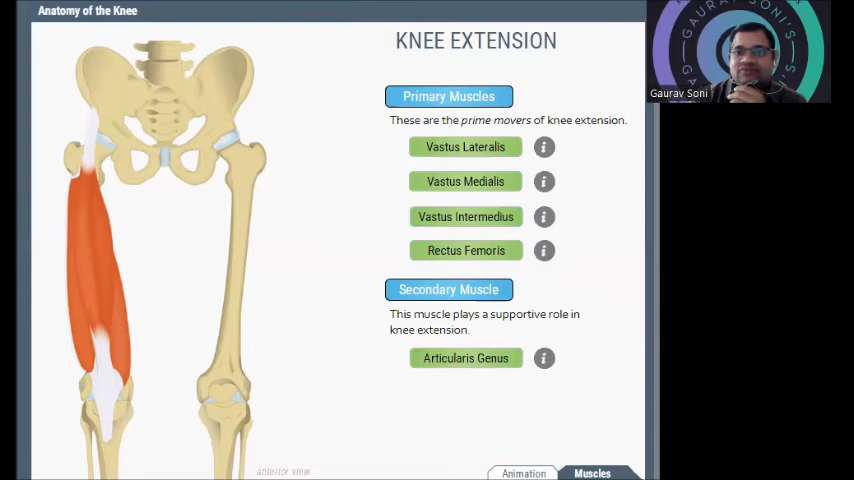 Anatomy of the Knee
KNEE EXTENSION
Primary Muscles
These are the prime movers of knee extension.
Vastus Lateralis
Vastus Medialis
Vastus Intermedius
Rectus Femoris
Secondary Muscle
This muscle plays a supportive role in
knee extension.
Articularis Genus
anterior view
Animation
Muscles
GAURAV SONI'S
Gaurav Soni